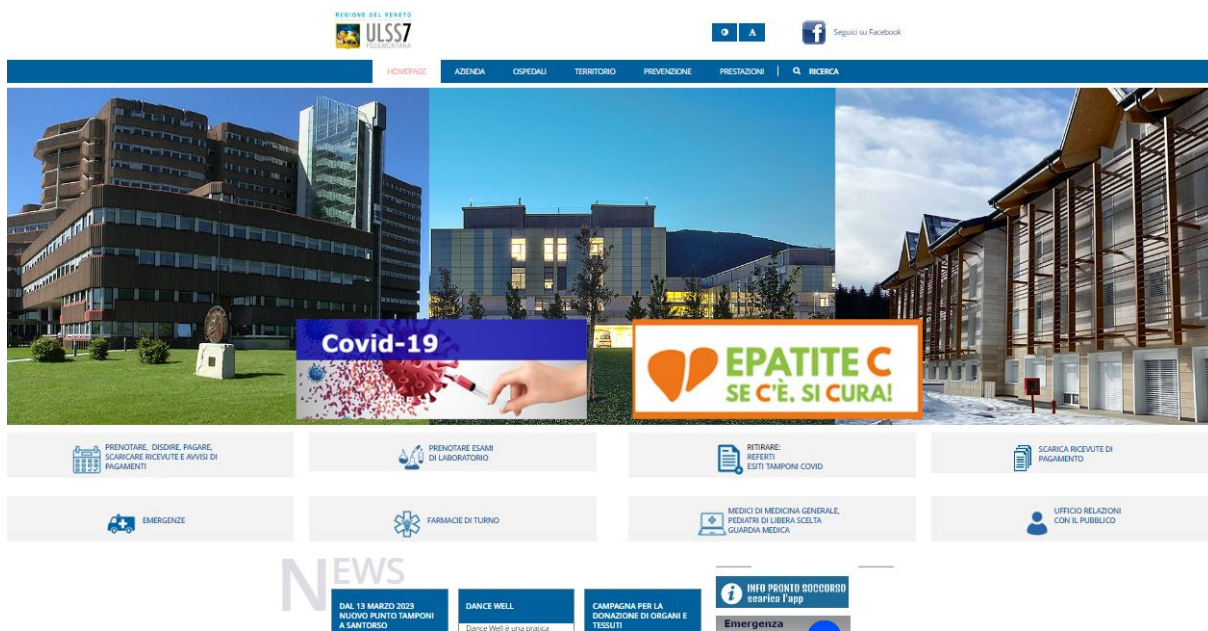 REGIONE DEL VENETO
ULSS7
PEDEMONTANA
A
Seguici su Facebook
HOMEPAGE AZIENDA OSPEDALI TERRITORIO PREVENZIONE PRESTAZIONI RICERCA
Covid-19
EPATITE C
SE C'È, SI CURA!
PRENOTARE, DISDIRE, PAGARE,
SCARICARE RICEVUTE E AVVISI DI
PAGAMENTI
PRENOTARE ESAMI
DI LABORATORIO
RITIRARE:
REFERTI
ESITI TAMPONI COVID
SCARICA RICEVUTE DI
PAGAMENTO
EMERGENZE
FARMACIE DI TURNO
MEDICI DI MEDICINA GENERALE,
PEDIATRI DI LIBERA SCELTA
GUARDIA MEDICA
UFFICIO RELAZIONI
CON IL PUBBLICO
NEWS
DAL 13 MARZO 2023
NUOVO PUNTO TAMPONI
A SANTORSO
DANCE WELL
Dance Well è una pratica
CAMPAGNA PER LA
DONAZIONE DI ORGANI E
TESSUTI
INFO PRONTO SOCCORSO
scarica l'app
Emergenza